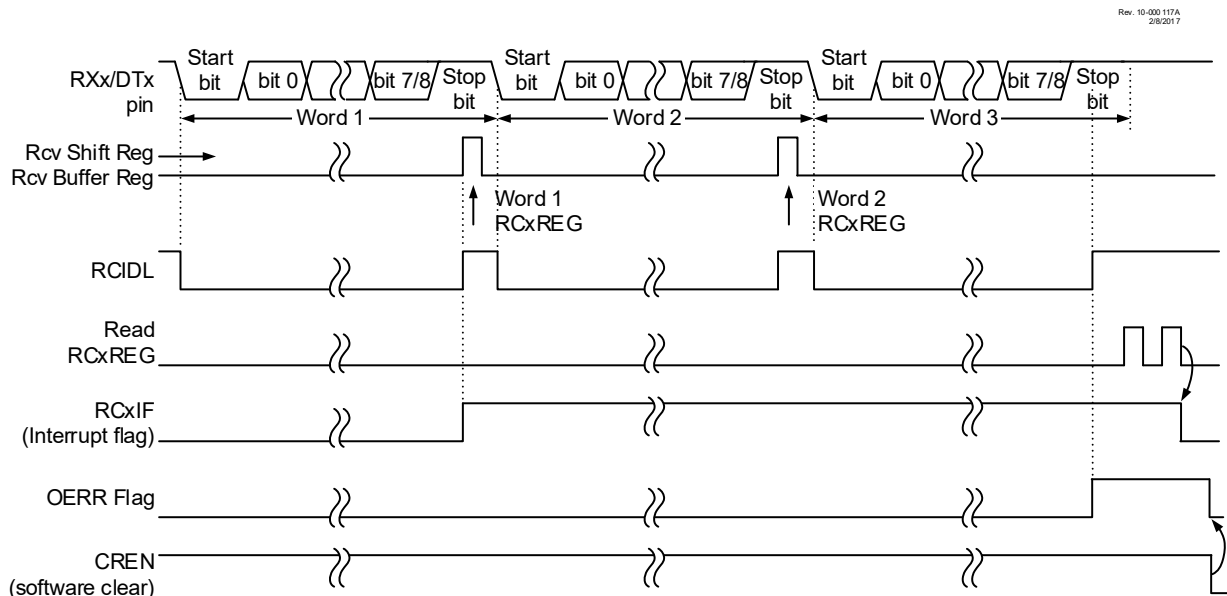 Rev. 10-000 117A
2/8/2017
Start bit
bit 0
bit 7/8
Stop bit
Start bit
bit 0
bit 7/8
Stop bit
Start bit
bit 0
bit 7/8
Stop bit
RXx/DTx
pin
Word 1
Word 2
Word 3
Rcv Shift Reg
Rcv Buffer Reg
Word 1
RCxREG
Word 2
RCxREG
RCIDL
Read
RCxREG
RCxIF
(Interrupt flag)
OERR Flag
CREN
(software clear)